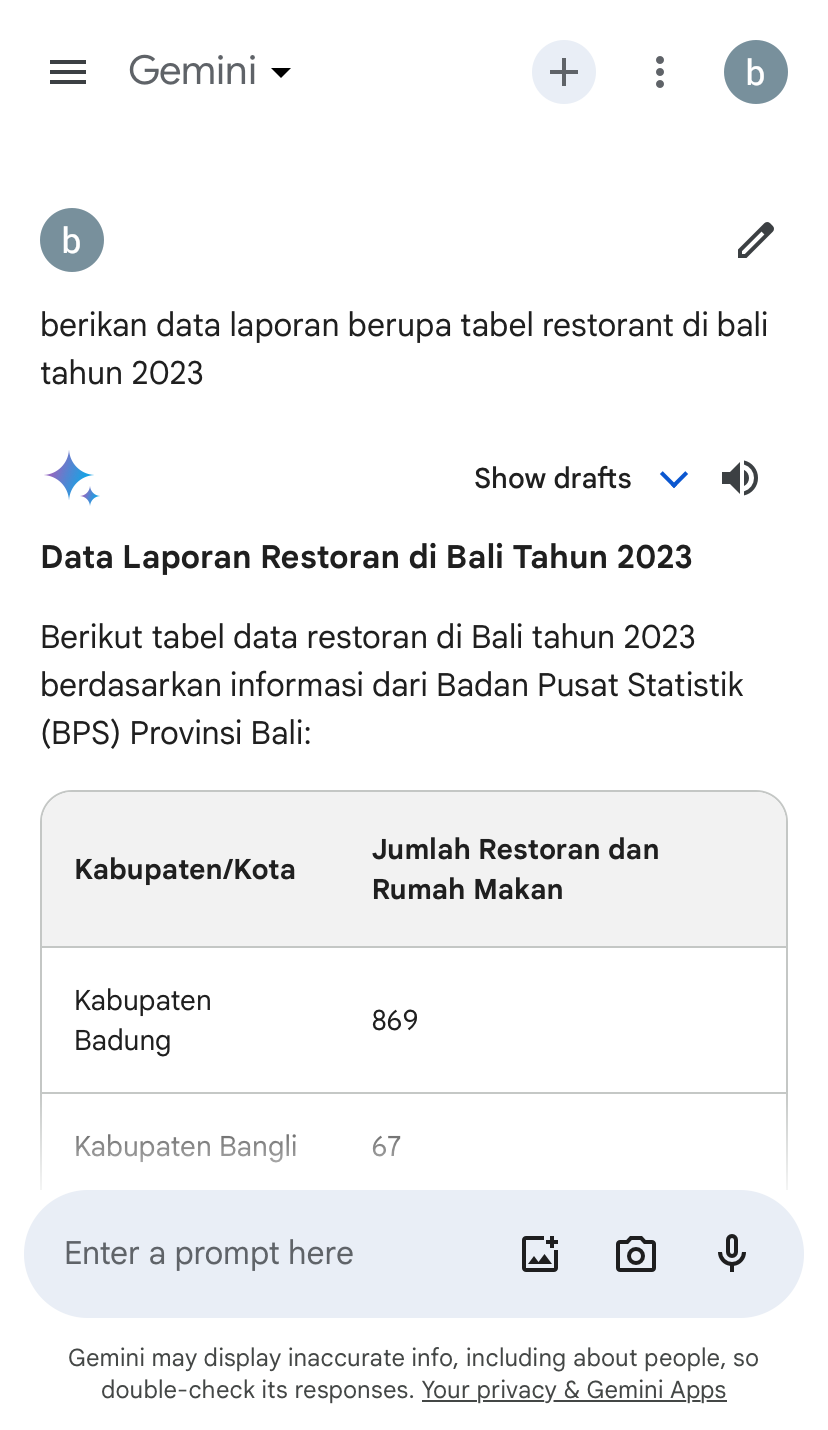 Gemini
b
b
berikan data laporan berupa tabel restorant di bali
tahun 2023
Show drafts
Data Laporan Restoran di Bali Tahun 2023
Berikut tabel data restoran di Bali tahun 2023
berdasarkan informasi dari Badan Pusat Statistik
(BPS) Provinsi Bali:
Kabupaten/Kota
Jumlah Restoran dan
Rumah Makan
Kabupaten
Badung
869
Kabupaten Bangli
67
Enter a prompt here
Gemini may display inaccurate info, including about people, so
double-check its responses. Your privacy & Gemini Apps